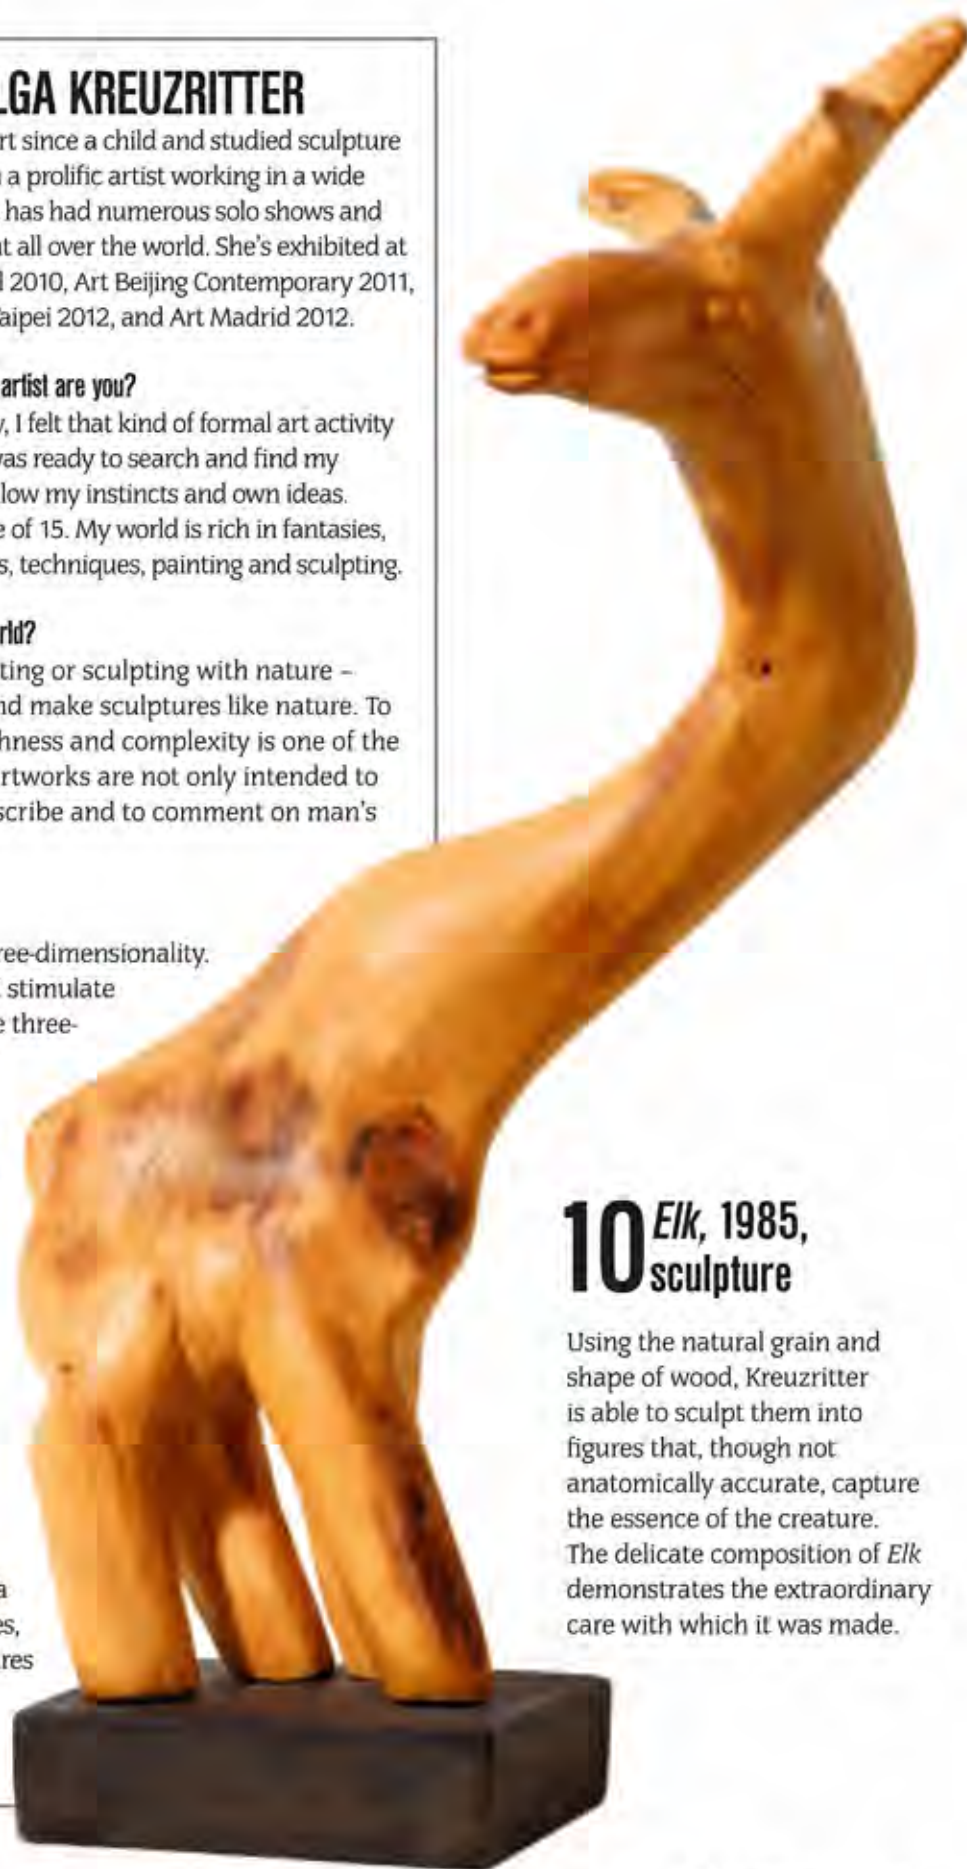 LGA KREUZRITTER
rt since a child and studied sculpture
a prolific artist working in a wide
has had numerous solo shows and
t all over the world. She's exhibited at
2010, Art Beijing Contemporary 2011,
aipei 2012, and Art Madrid 2012.
artist are you?
, I felt that kind of formal art activity
as ready to search and find my
low my instincts and own ideas.
e of 15. My world is rich in fantasies,
s, techniques, painting and sculpting.
rld?
ting or sculpting with nature –
nd make sculptures like nature. To
hness and complexity is one of the
rtworks are not only intended to
scribe and to comment on man's
ree-dimensionality.
stimulate
e three-
a
es,
res
10 Elk, 1985,
sculpture
Using the natural grain and
shape of wood, Kreuzritter
is able to sculpt them into
figures that, though not
anatomically accurate, capture
the essence of the creature.
The delicate composition of Elk
demonstrates the extraordinary
care with which it was made.